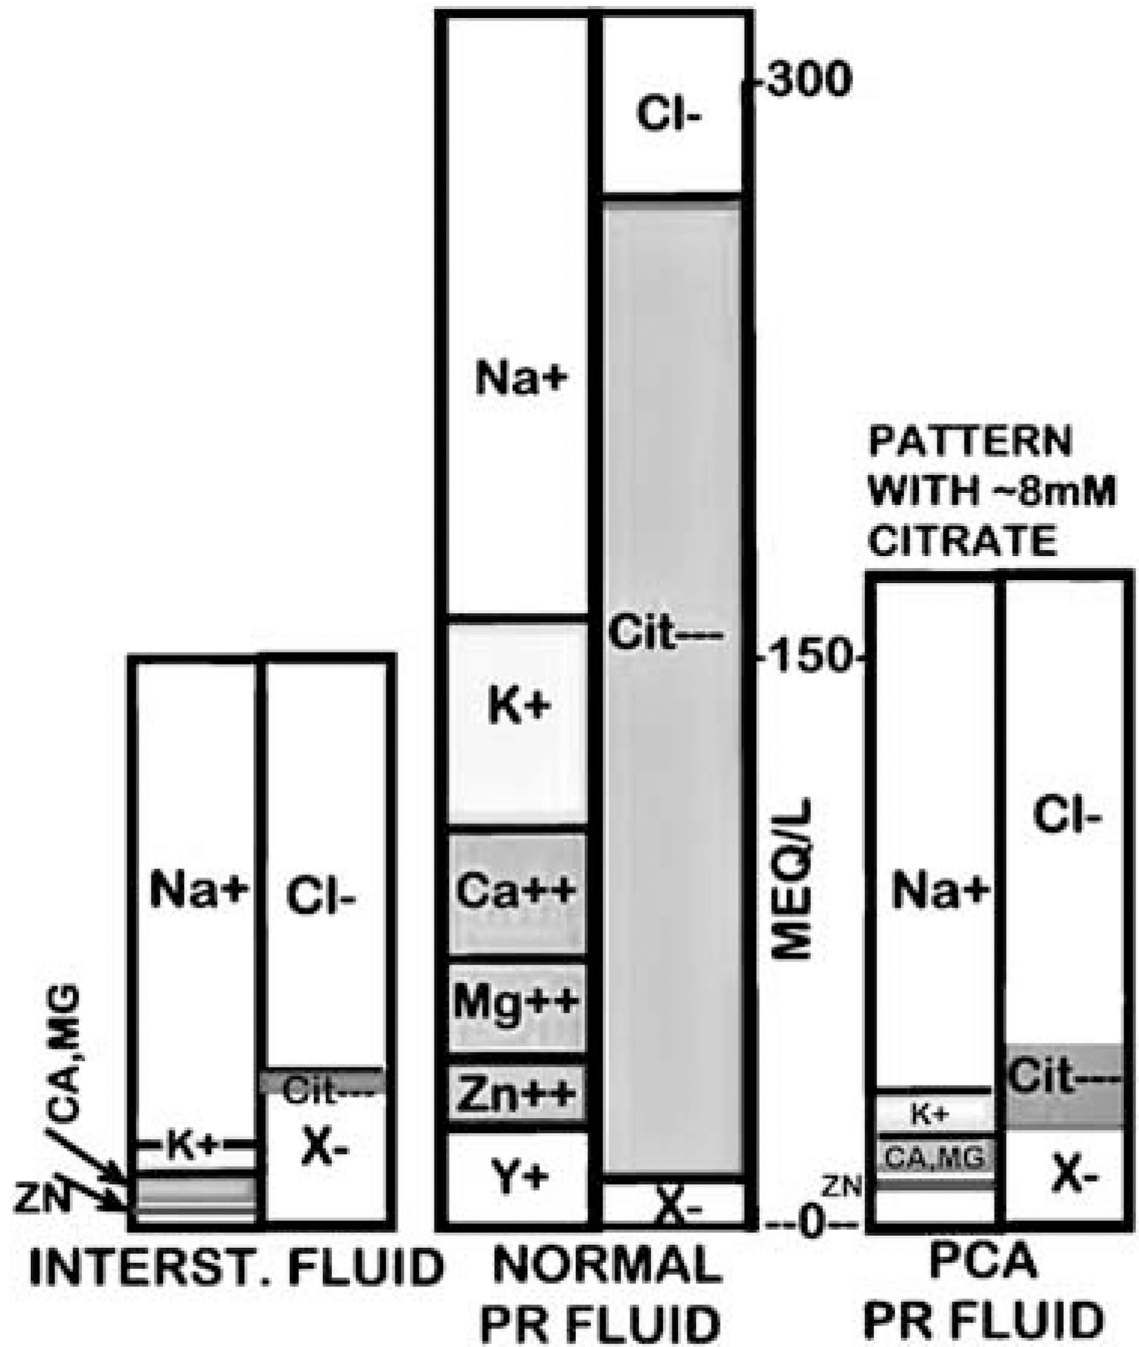 Na+
Cl-
/CA,MG
Cit---
K+
X-
ZN
INTERST. FLUID
Na+
Cl-
Cit---
K+
Ca++
Mg++
Zn++
Y+
X-
NORMAL
PR FLUID
-300
-150-
MEQ/L
--0--
PATTERN
WITH ~8mM
CITRATE
Na+
Cl-
Cit---
K+
CA,MG
ZN
X-
PCA
PR FLUID